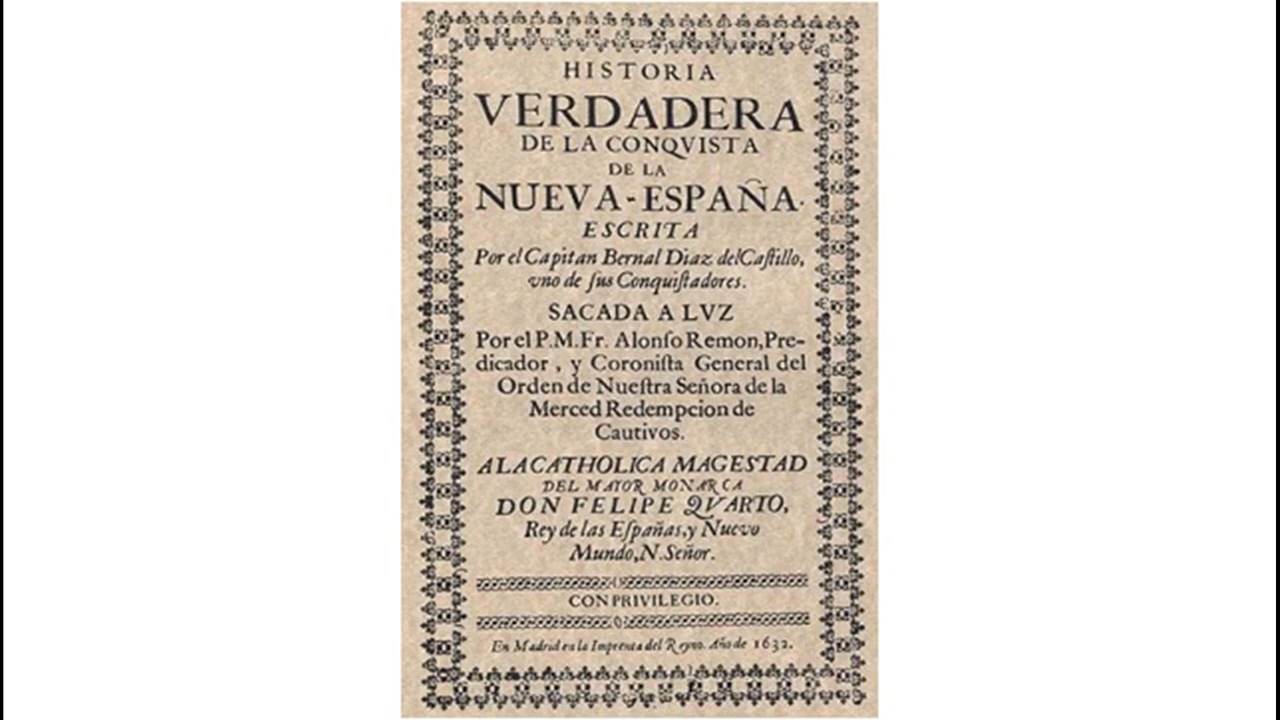 HISTORIA
VERDADERA
DE LA CONQVISTA
DE LA
NUEVA-ESPAÑA.
ESCRITA
Por el Capitan Bernal Diaz del Caſtillo,
vno de ſus Conquiſtadores.
SACADA A LVZ
Por el P.M.Fr. Alonſo Remon, Pre-
dicador, y Coroniſta General del
Orden de Nueſtra Señora de la
Merced Redempcion de
Cautivos.
A LA CATHOLICA MAGESTAD
DEL MAYOR MONARCA
DON FELIPE QVARTO,
Rey de las Eſpañas, y Nuevo
Mundo, N. Señor.
CON PRIVILEGIO.
En Madrid en la Imprenta del Reyno. Año de 1632.